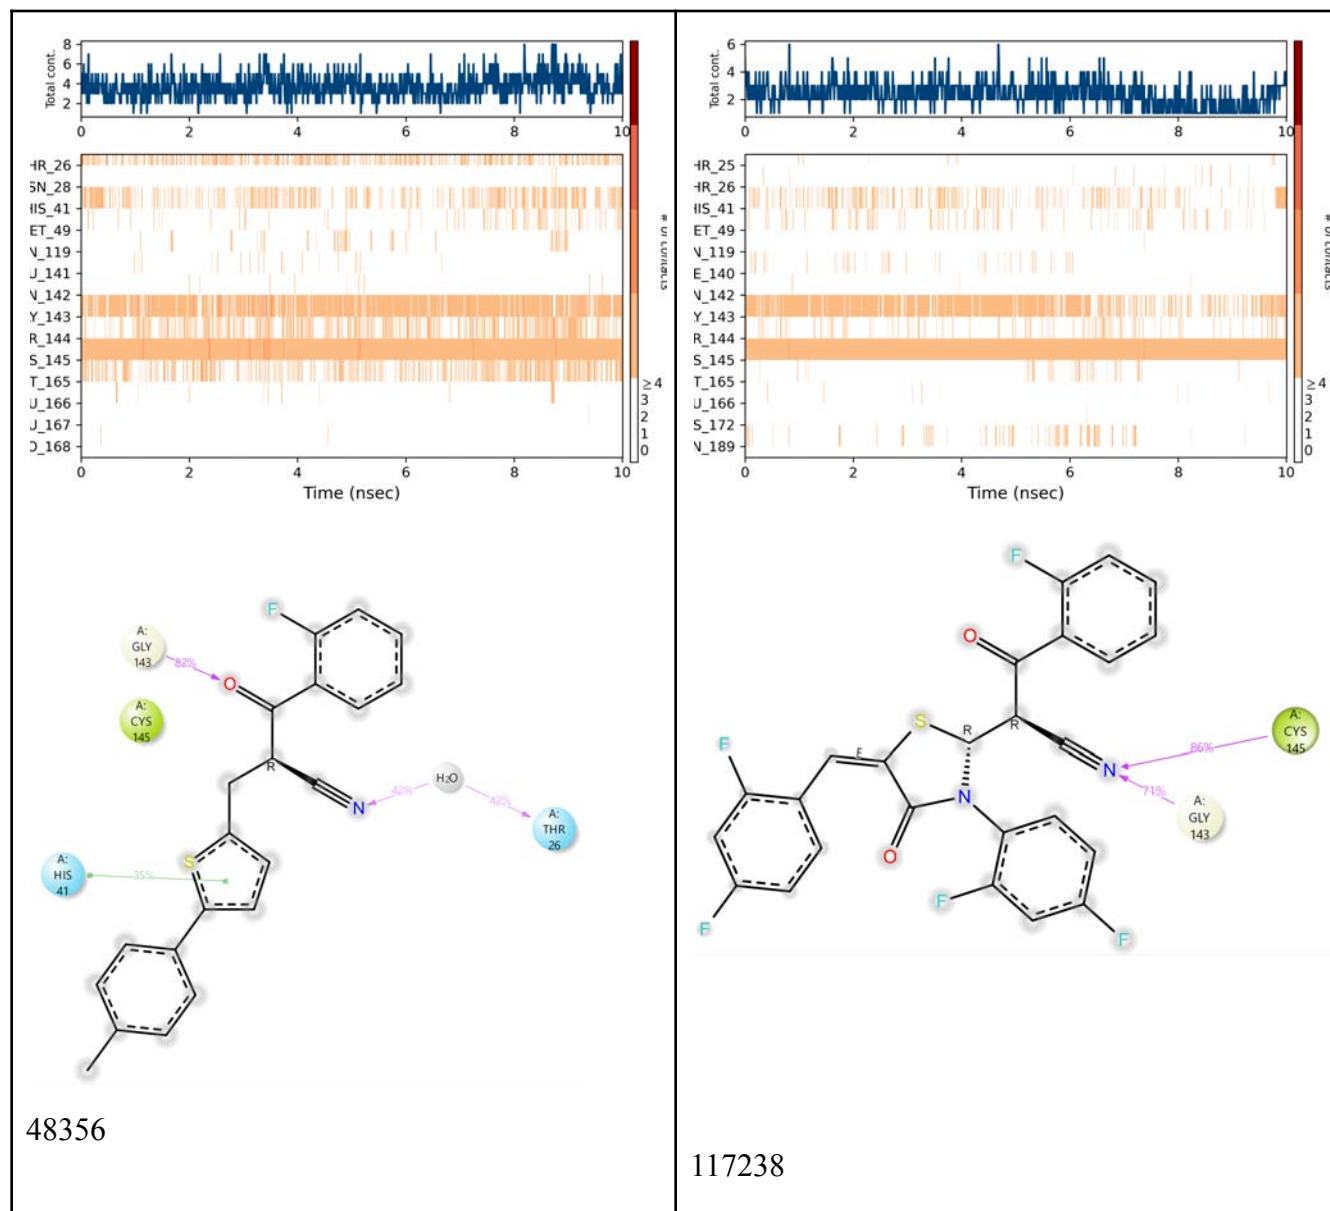 Total cont.
8
6
4
2
0 2 4 6 8 10
HR_26
SN_28
HIS_41
ET_49
N_119
U_141
N_142
Y_143
R_144
S_145
T_165
U_166
U_167
O_168
0 2 4 6 8 10
Time (nsec)
# of contacts
≥4
3
2
1
0
A:
GLY
143
82%
A:
CYS
145
F
O
R
N
42%
H₂O
42%
A:
THR
26
A:
HIS
41
35%
S
48356
Total cont.
6
4
2
0 2 4 6 8 10
HR_25
HR_26
HIS_41
ET_49
N_119
E_140
N_142
Y_143
R_144
S_145
T_165
U_166
S_172
N_189
0 2 4 6 8 10
Time (nsec)
# of contacts
≥4
3
2
1
0
F
O
S
R
R
E
F
N
O
F
F
F
N
86%
A:
CYS
145
71%
A:
GLY
143
117238